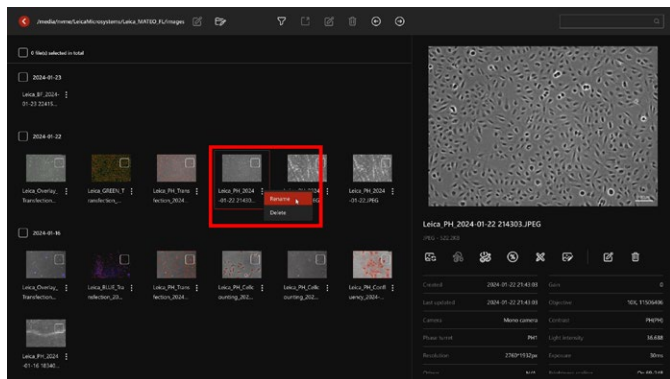 /media/nvme/LeicaMicrosystems/Leica_MATEO_FL/Images
0 file(s) selected in total
2024-01-23
Leica_BF_2024-
01-23 22415...
2024-01-22
Leica_Overlay_
Transfection...
Leica_GREEN_T
ransfection_...
Leica_PH_Trans
fection_2024...
Leica_PH_2024
-01-22 21430...
Rename
Delete
Leica_PH_2024
-01-22.JPEG
2024-01-16
Leica_Overlay_
Transfection...
Leica_BLUE_Tra
nsfection_20...
Leica_PH_Trans
fection_2024...
Leica_PH_Cellc
ounting_202...
Leica_PH_Cellc
ounting_202...
Leica_PH_Confl
uency_2024-...
Leica_PH_2024
-01-16 18340...
Leica_PH_2024-01-22 214303.JPEG
Created 2024-01-22 21:43:03
Gain 0
Last updated 2024-01-22 21:43:03
Objective 10X, 11506496
Camera Mono camera
Contrast PH(PH)
Phase turret PH1
Light intensity 36,688
Resolution 2760*1932px
Exposure 50ms